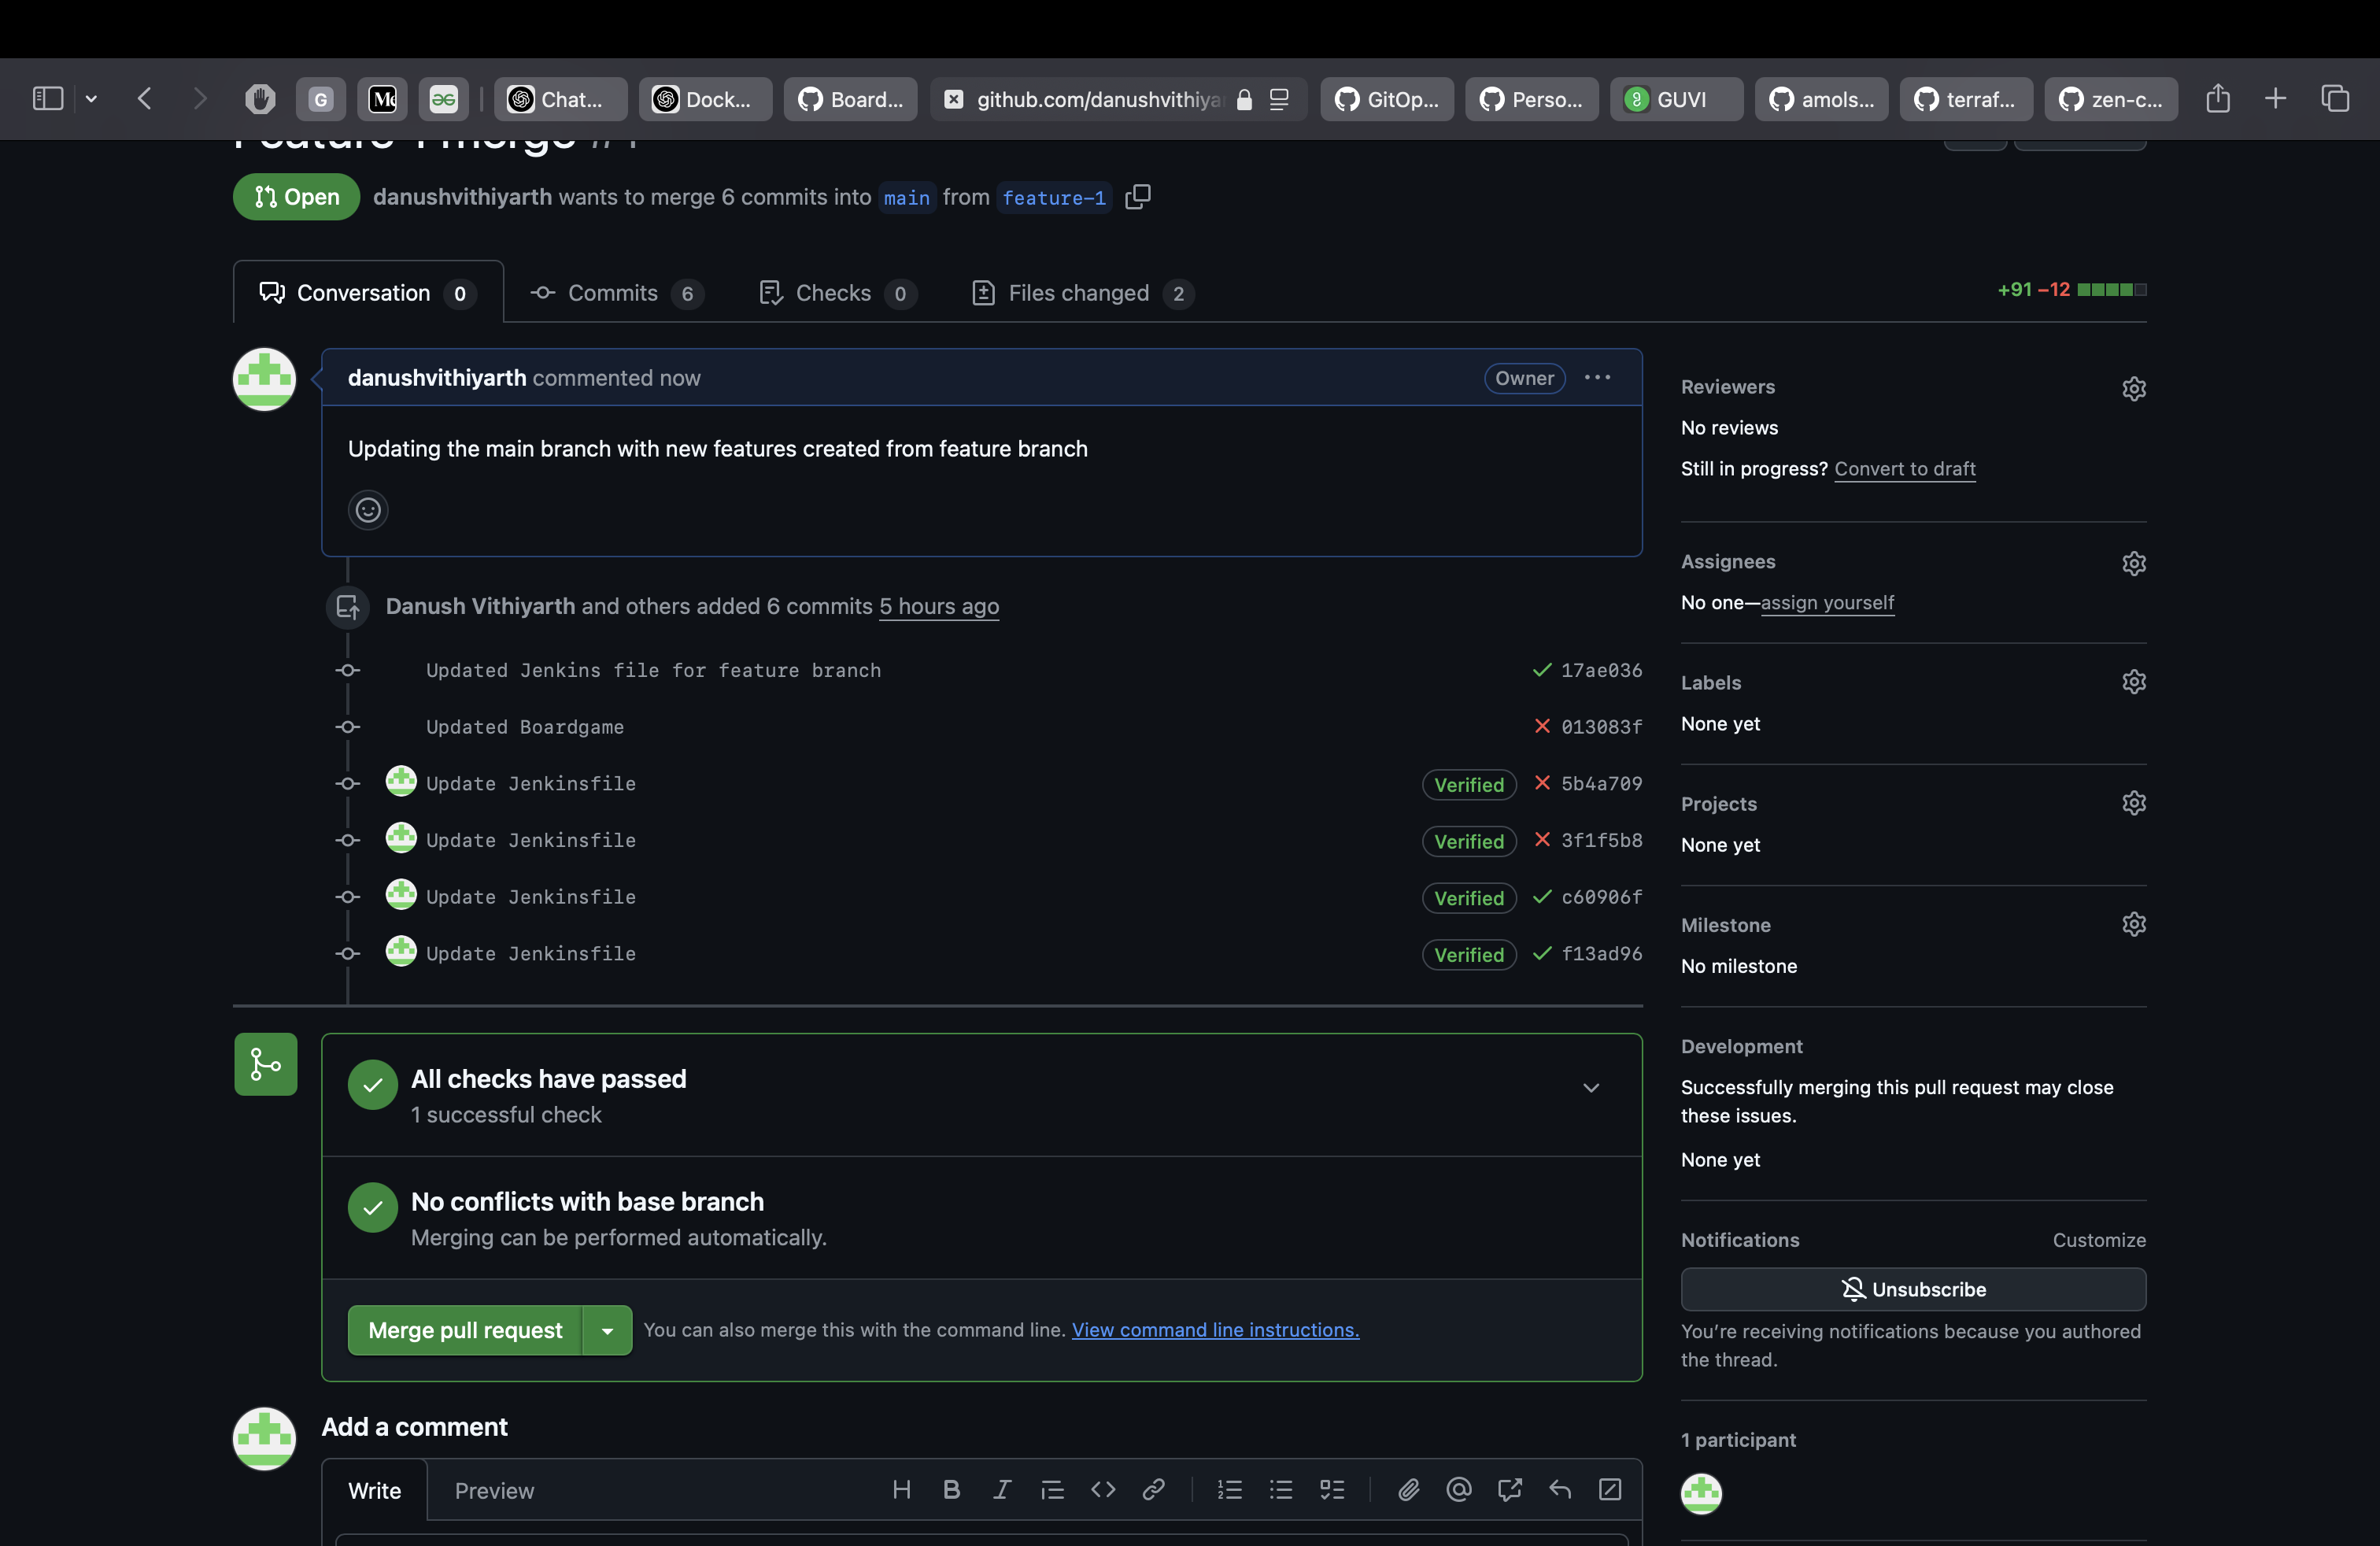 G
Chat...
Dock...
Board...
github.com/danushvithiya
GitOp...
Perso...
GUVI
amols...
terraf...
zen-c...
Open
danushvithiyarth wants to merge 6 commits into main from feature-1
Conversation 0
Commits 6
Checks 0
Files changed 2
+91 −12
danushvithiyarth commented now
Owner
Updating the main branch with new features created from feature branch
Danush Vithiyarth and others added 6 commits 5 hours ago
Updated Jenkins file for feature branch
17ae036
Updated Boardgame
013083f
Update Jenkinsfile
Verified
5b4a709
Update Jenkinsfile
Verified
3f1f5b8
Update Jenkinsfile
Verified
c60906f
Update Jenkinsfile
Verified
f13ad96
All checks have passed
1 successful check
No conflicts with base branch
Merging can be performed automatically.
Merge pull request
You can also merge this with the command line. View command line instructions.
Add a comment
Write
Preview
Reviewers
No reviews
Still in progress? Convert to draft
Assignees
No one—assign yourself
Labels
None yet
Projects
None yet
Milestone
No milestone
Development
Successfully merging this pull request may close
these issues.
None yet
Notifications
Customize
Unsubscribe
You're receiving notifications because you authored
the thread.
1 participant